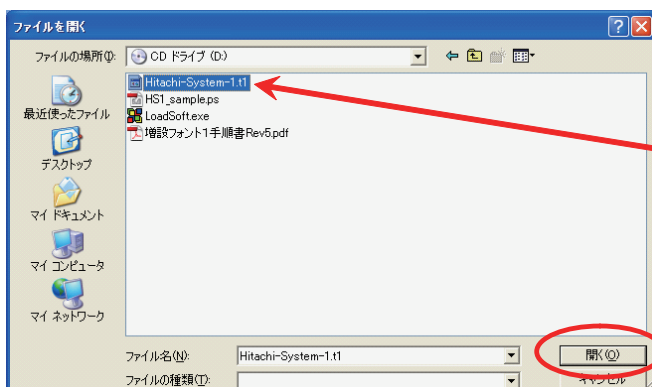 ファイルを開く
ファイルの場所(I):
CD ドライブ (D:)
Hitachi-System-1.t1
HS1_sample.ps
LoadSoft.exe
増設フォント1手順書Rev5.pdf
最近使ったファイル
デスクトップ
マイ ドキュメント
マイ コンピュータ
マイ ネットワーク
ファイル名(N):
Hitachi-System-1.t1
開く(O)
ファイルの種類(T):
キャンセル